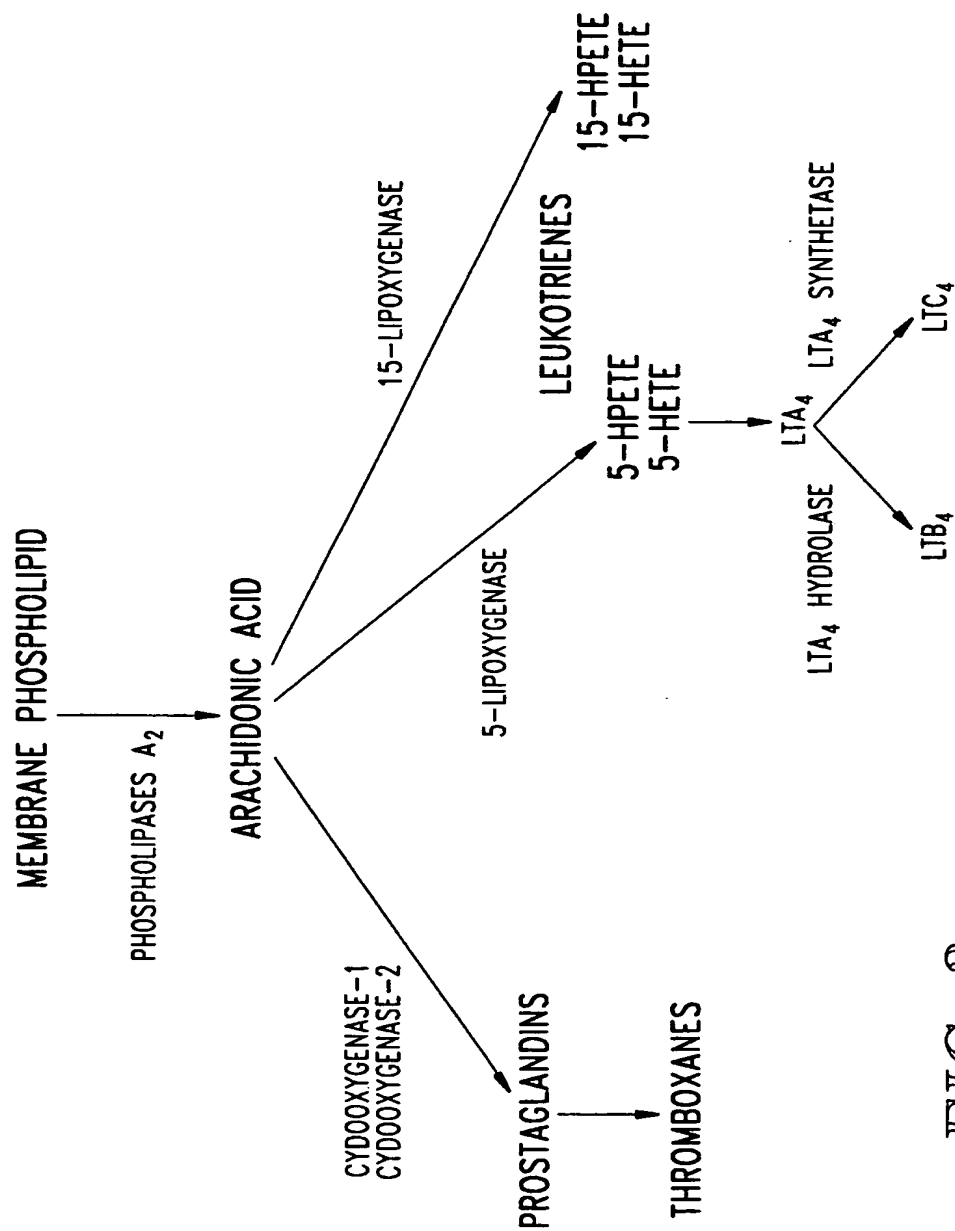 MEMBRANE PHOSPHOLIPID
PHOSPHOLIPASES A₂
ARACHIDONIC ACID
CYDOOXYGENASE-1
CYDOOXYGENASE-2
5-LIPOXYGENASE
15-LIPOXYGENASE
PROSTAGLANDINS
THROMBOXANES
LEUKOTRIENES
5-HPETE
5-HETE
15-HPETE
15-HETE
LTA₄
LTA₄ HYDROLASE
LTA₄ SYNTHETASE
LTB₄
LTC₄